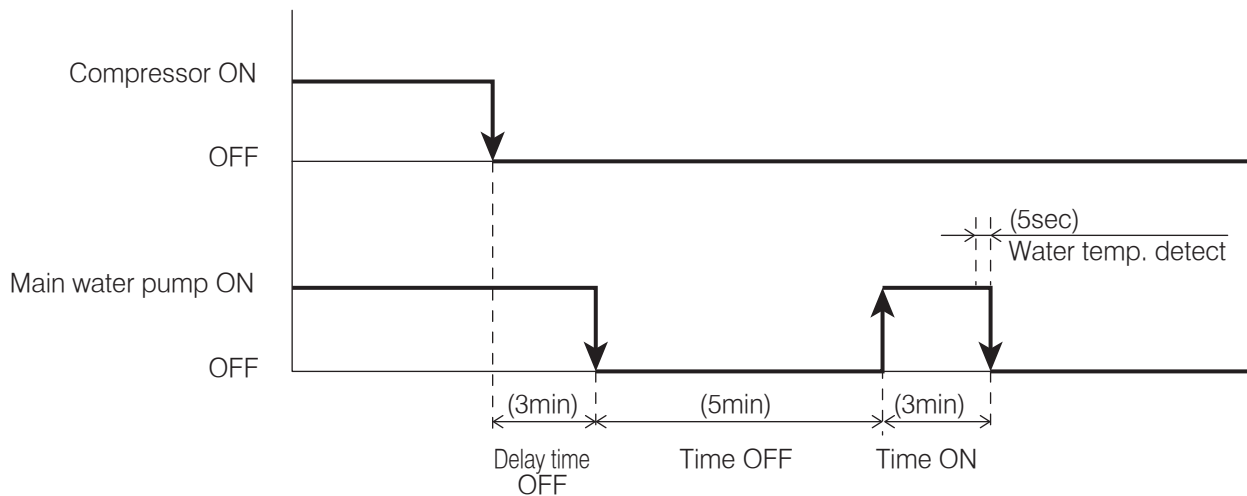 Compressor ON
OFF
(5sec)
Water temp. detect
Main water pump ON
OFF
(3min)
(5min)
(3min)
Delay time
OFF
Time OFF
Time ON